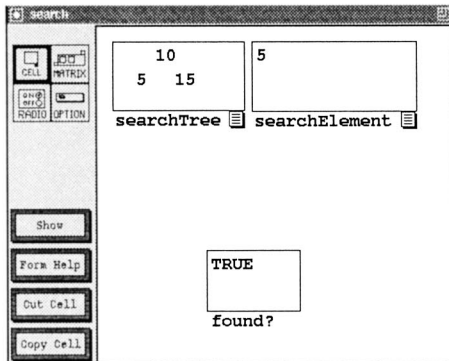 search
CELL MATRIX
RADIO OPTION
10
5 15
searchTree
5
searchElement
Show
Form Help
Cut Cell
Copy Cell
TRUE
found?